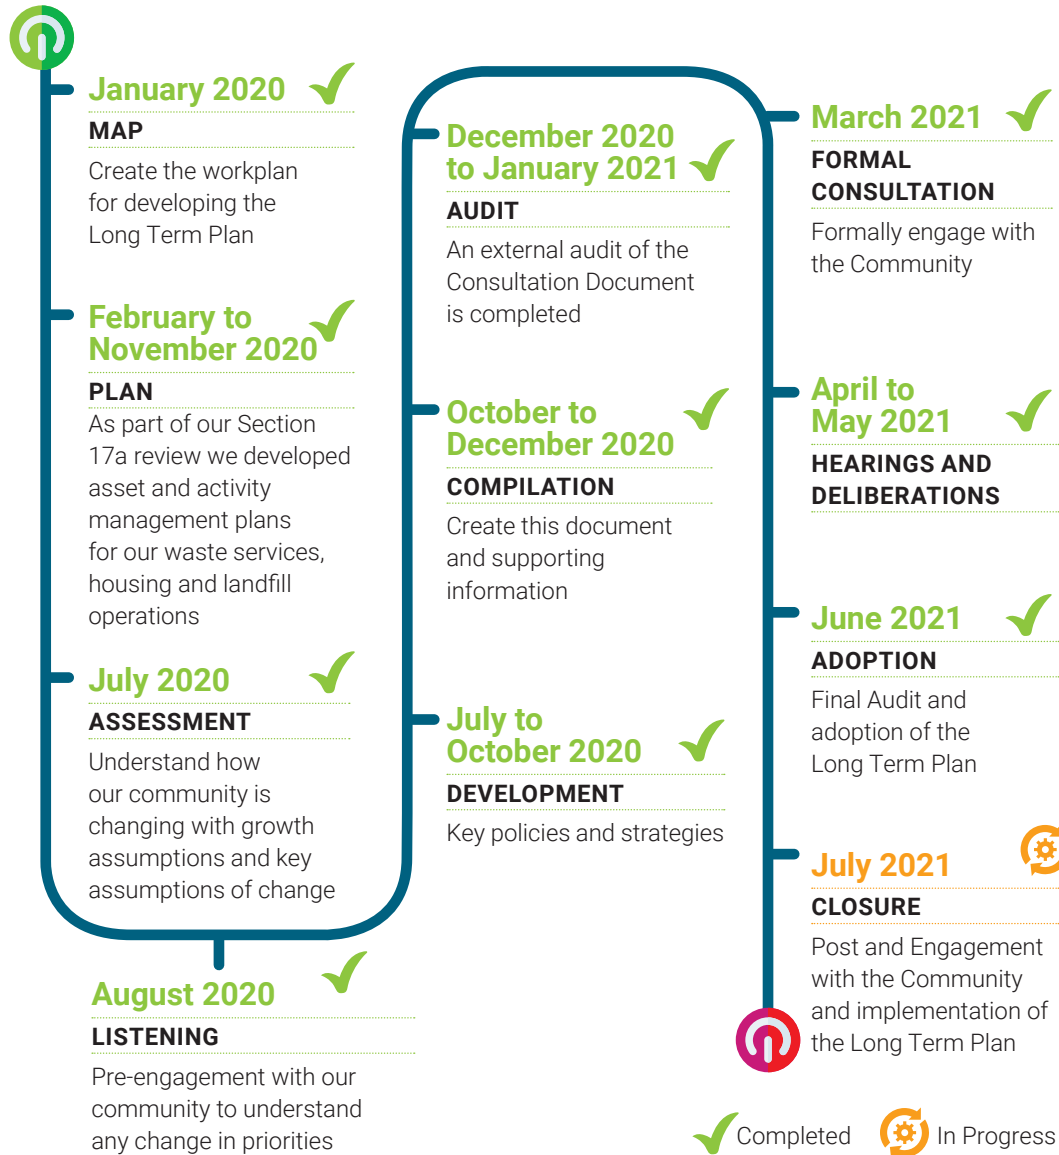 January 2020
MAP
Create the workplan
for developing the
Long Term Plan
February to
November 2020
PLAN
As part of our Section
17a review we developed
asset and activity
management plans
for our waste services,
housing and landfill
operations
July 2020
ASSESSMENT
Understand how
our community is
changing with growth
assumptions and key
assumptions of change
August 2020
LISTENING
Pre-engagement with our
community to understand
any change in priorities
July to
October 2020
DEVELOPMENT
Key policies and strategies
October to
December 2020
COMPILATION
Create this document
and supporting
information
December 2020
to January 2021
AUDIT
An external audit of the
Consultation Document
is completed
March 2021
FORMAL
CONSULTATION
Formally engage with
the Community
April to
May 2021
HEARINGS AND
DELIBERATIONS
June 2021
ADOPTION
Final Audit and
adoption of the
Long Term Plan
July 2021
CLOSURE
Post and Engagement
with the Community
and implementation of
the Long Term Plan
Completed
In Progress